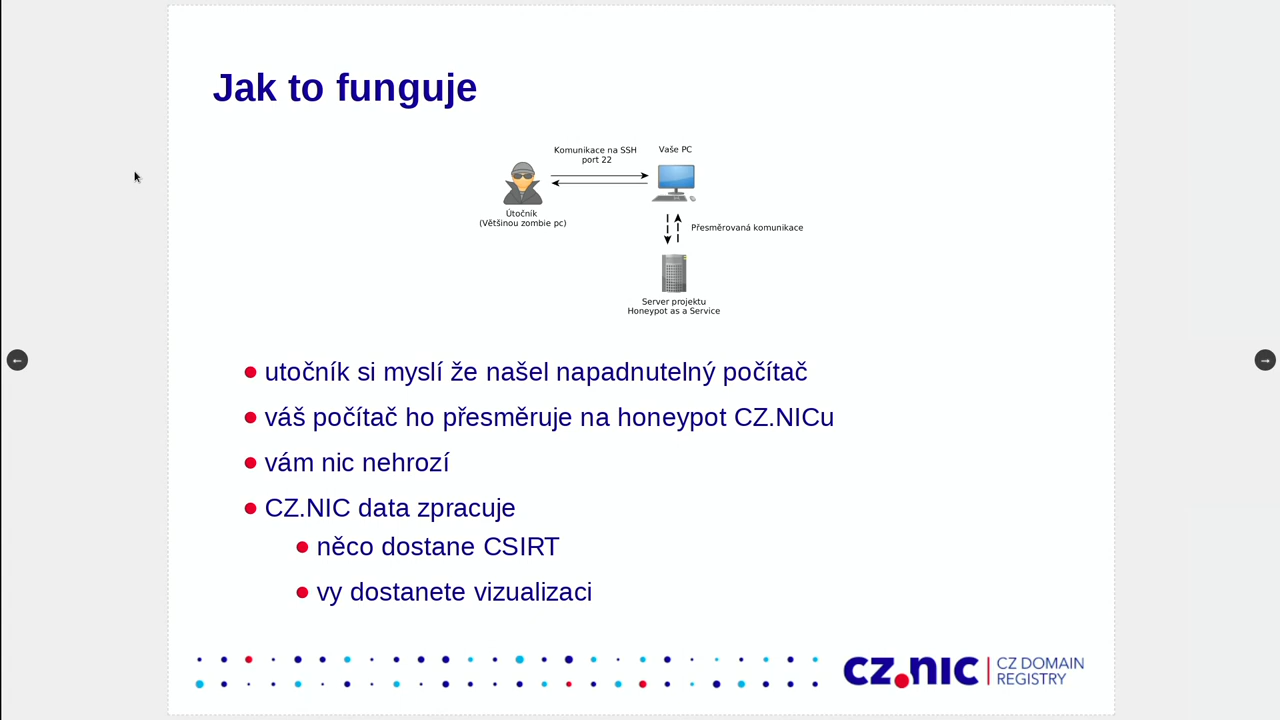 Jak to funguje
Komunikace na SSH
port 22
Vaše PC
Útočník
(Většinou zombie pc)
Přesměrovaná komunikace
Server projektu
Honeypot as a Service
utočník si myslí že našel napadnutelný počítač
váš počítač ho přesměruje na honeypot CZ.NICu
vám nic nehrozí
CZ.NIC data zpracuje
něco dostane CSIRT
vy dostanete vizualizaci
cz.nic
CZ DOMAIN
REGISTRY